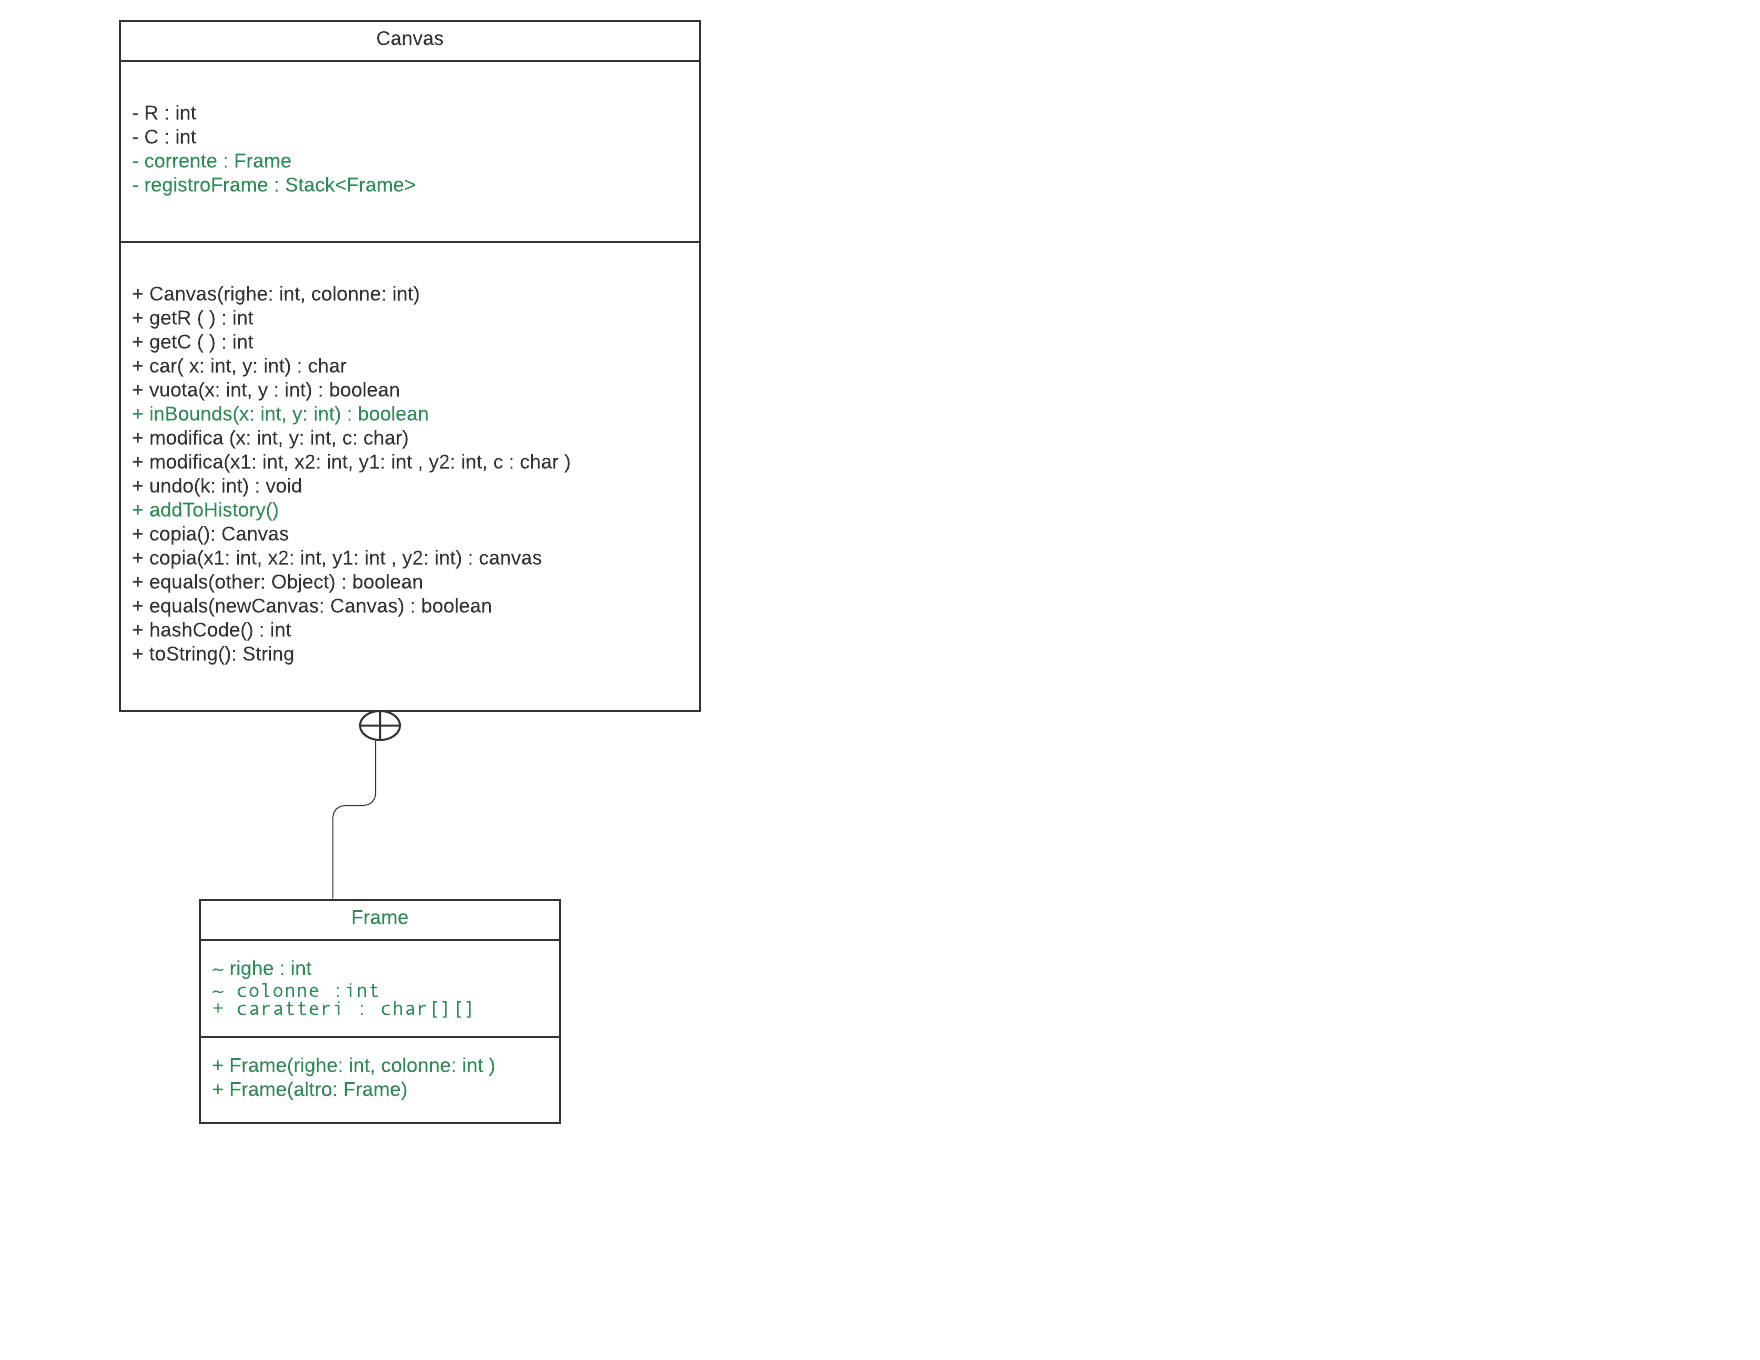 Canvas
- R : int
- C : int
- corrente : Frame
- registroFrame : Stack<Frame>
+ Canvas(righe: int, colonne: int)
+ getR ( ) : int
+ getC ( ) : int
+ car( x: int, y: int) : char
+ vuota(x: int, y : int) : boolean
+ inBounds(x: int, y: int) : boolean
+ modifica (x: int, y: int, c: char)
+ modifica(x1: int, x2: int, y1: int , y2: int, c : char )
+ undo(k: int) : void
+ addToHistory()
+ copia(): Canvas
+ copia(x1: int, x2: int, y1: int , y2: int) : canvas
+ equals(other: Object) : boolean
+ equals(newCanvas: Canvas) : boolean
+ hashCode() : int
+ toString(): String
Frame
~ righe : int
~ colonne :int
+ caratteri : char[][]
+ Frame(righe: int, colonne: int )
+ Frame(altro: Frame)